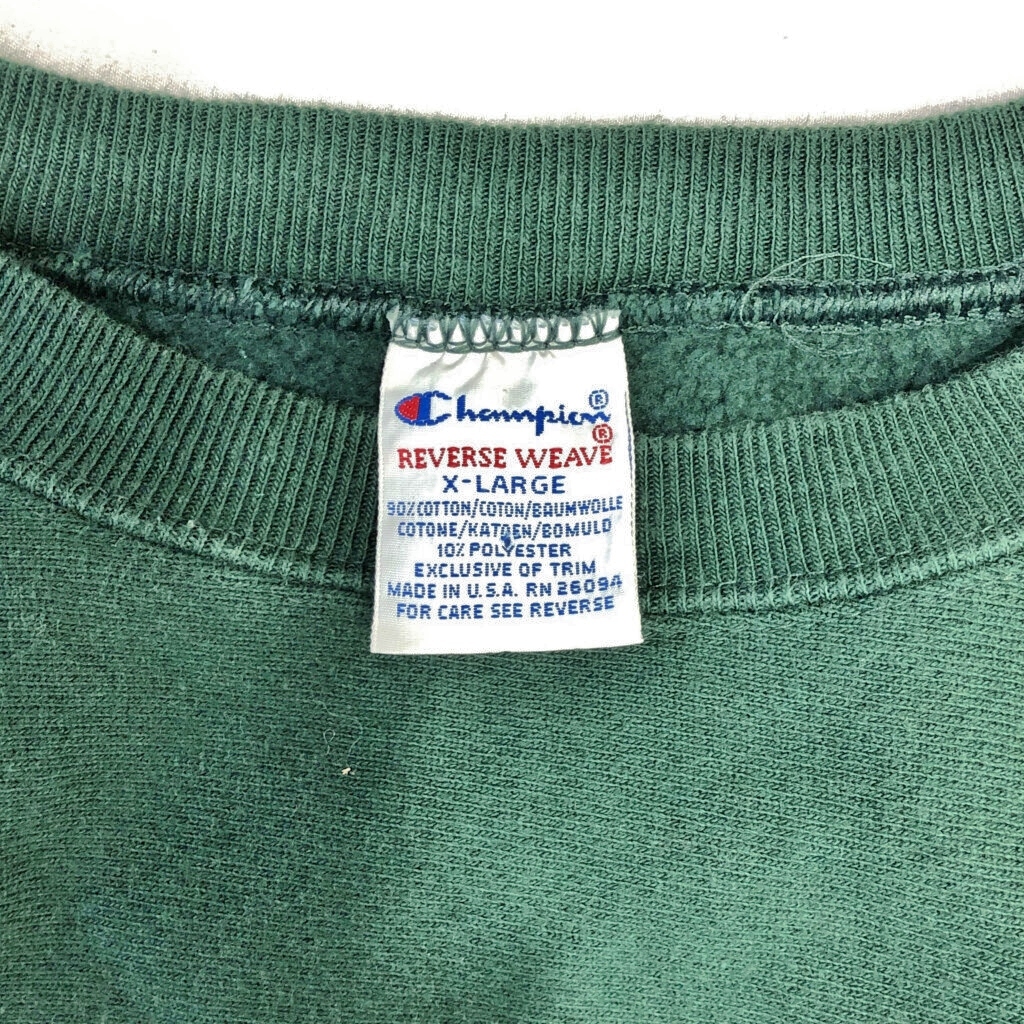 Champion®
REVERSE WEAVE®
X-LARGE
90% COTTON/COTON/BAUMWOLLE
COTONE/KATOEN/BOMULD
10% POLYESTER
EXCLUSIVE OF TRIM
MADE IN U.S.A. RN 26094
FOR CARE SEE REVERSE